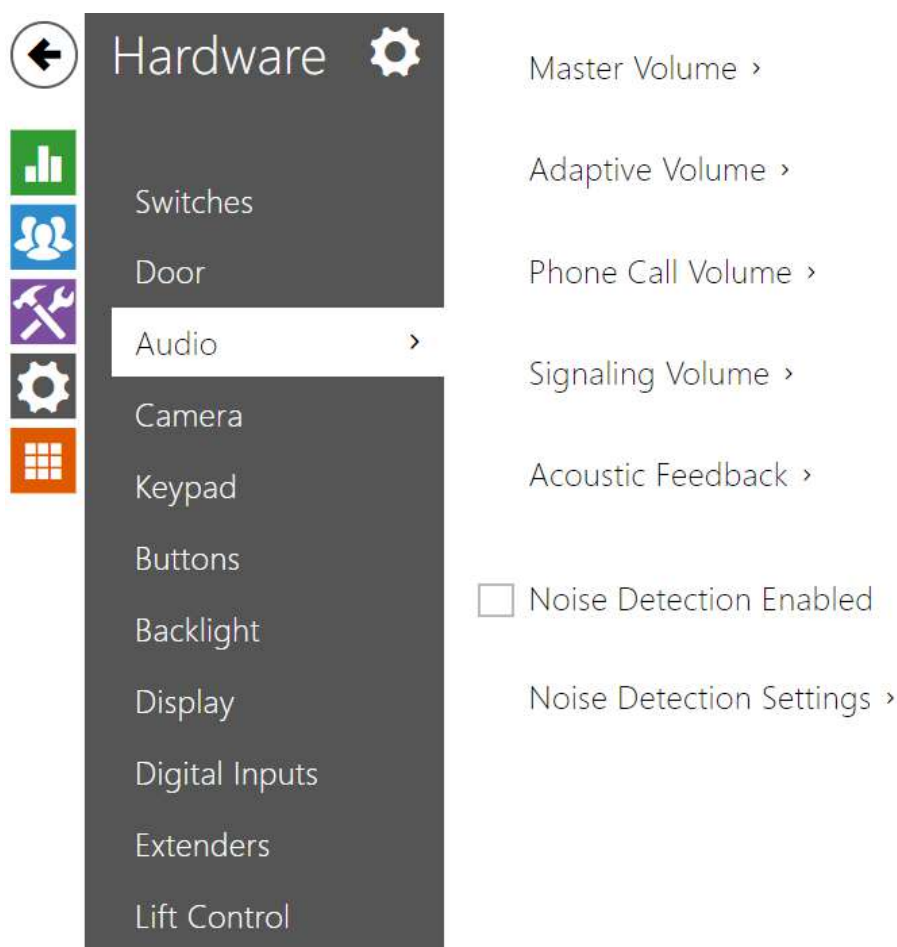 Hardware
Switches
Door
Audio ›
Camera
Keypad
Buttons
Backlight
Display
Digital Inputs
Extenders
Lift Control
Master Volume ›
Adaptive Volume ›
Phone Call Volume ›
Signaling Volume ›
Acoustic Feedback ›
Noise Detection Enabled
Noise Detection Settings ›